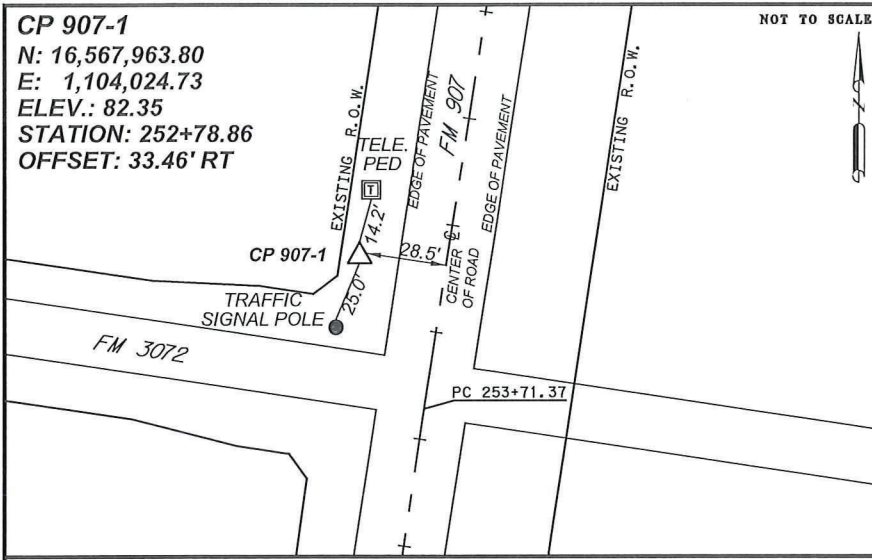 CP 907-1
N: 16,567,963.80
E: 1,104,024.73
ELEV.: 82.35
STATION: 252+78.86
OFFSET: 33.46' RT
NOT TO SCALE
N
EXISTING R.O.W.
TELE.
PED
T
EDGE OF PAVEMENT
FM 907
EDGE OF PAVEMENT
EXISTING R.O.W.
14.2'
CP 907-1
28.5'
℄
CENTER
OF ROAD
25.0'
TRAFFIC
SIGNAL POLE
FM 3072
PC 253+71.37